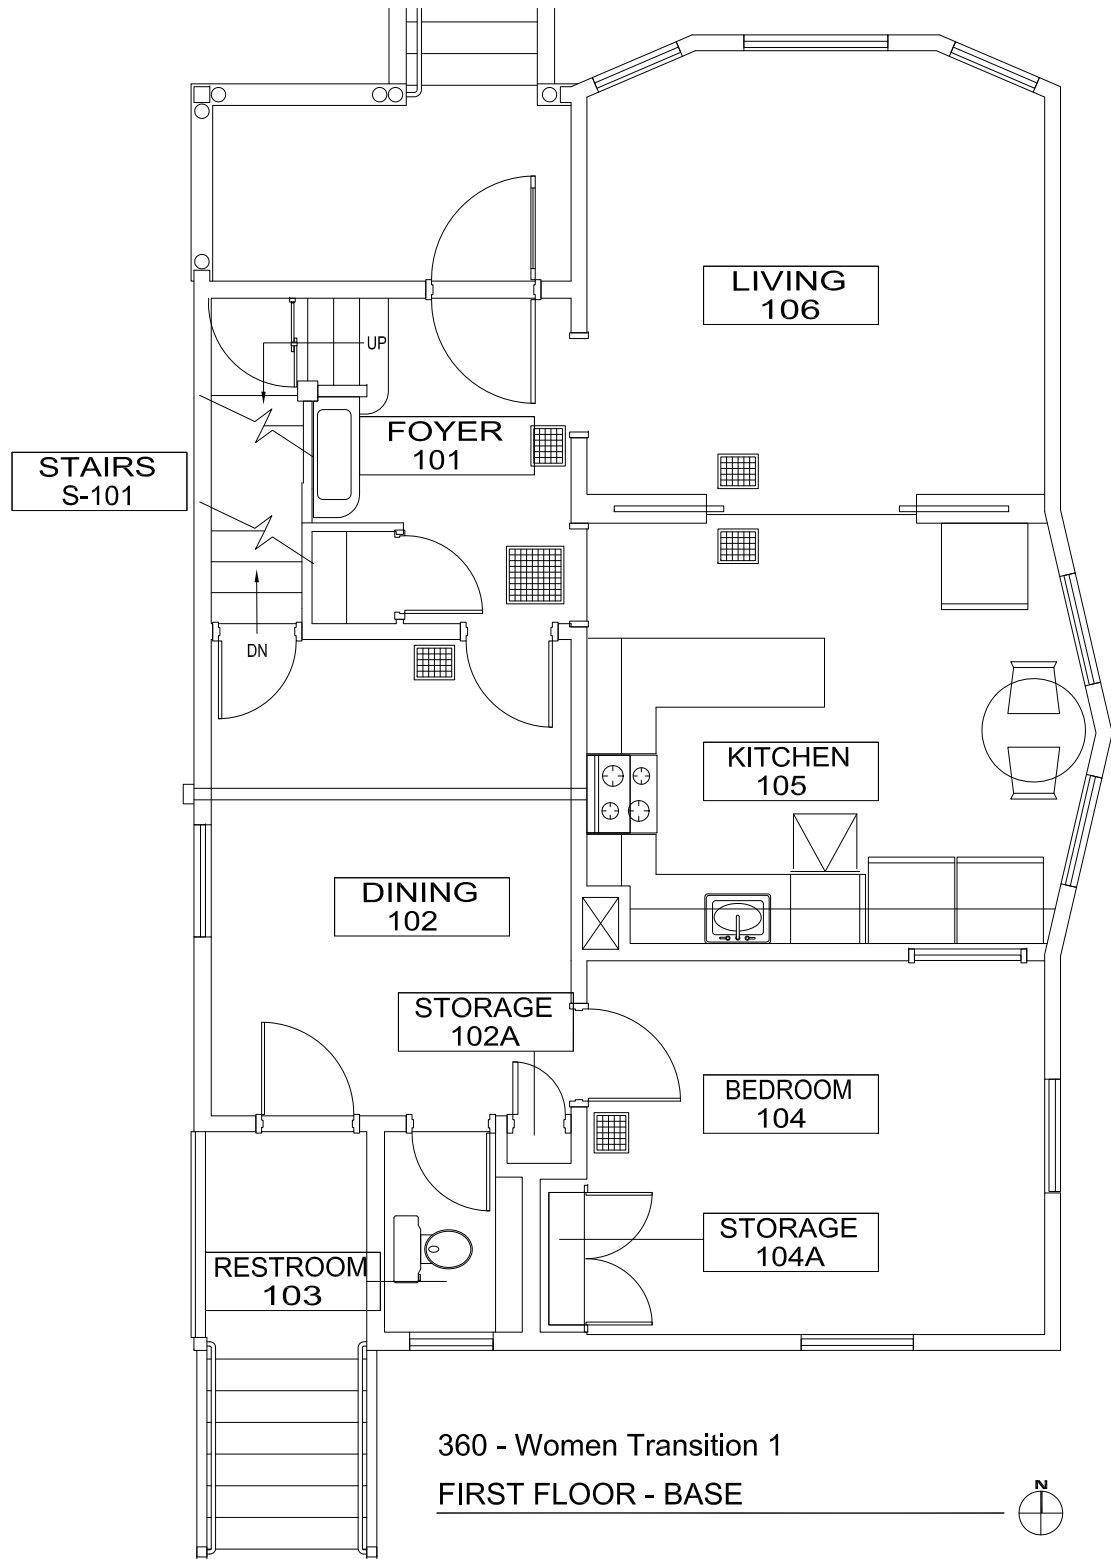 LIVING
106
UP
FOYER
101
STAIRS
S-101
DN
KITCHEN
105
DINING
102
STORAGE
102A
BEDROOM
104
STORAGE
104A
RESTROOM
103
360 - Women Transition 1
FIRST FLOOR - BASE
N